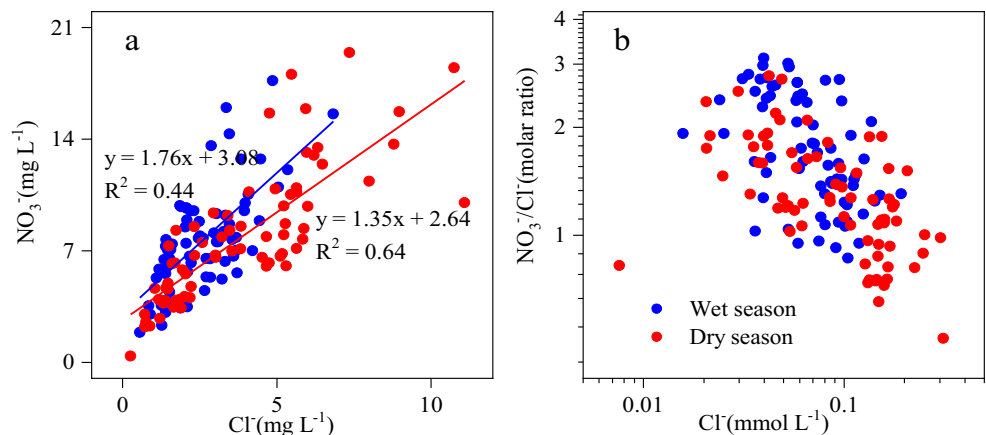 a
NO₃⁻(mg L⁻¹)
21
14
7
0
y = 1.76x + 3.08
R² = 0.44
y = 1.35x + 2.64
R² = 0.64
0
5
10
Cl⁻(mg L⁻¹)
b
NO₃⁻/Cl⁻(molar ratio)
3
2
1
Wet season
Dry season
0.01
0.1
Cl⁻(mmol L⁻¹)